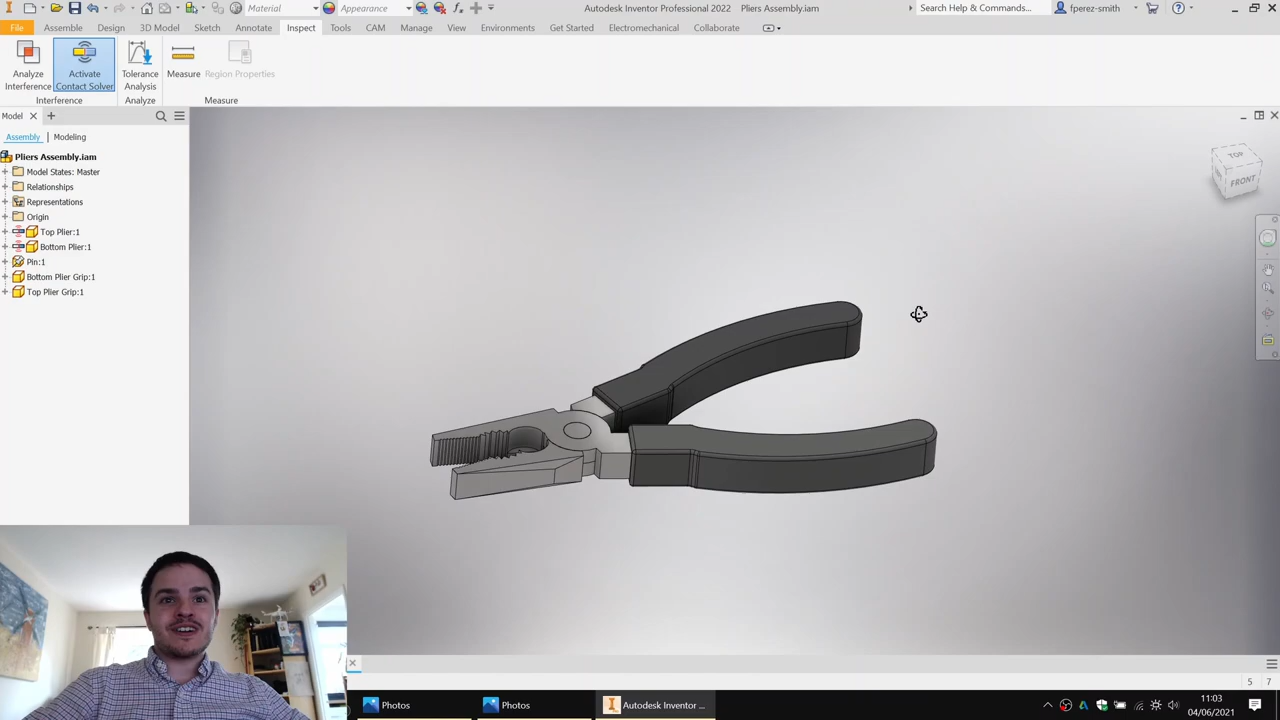 Material
Appearance
Autodesk Inventor Professional 2022 Pliers Assembly.iam
Search Help & Commands...
fperez-smith
File
Assembly
Design
3D Model
Sketch
Annotate
Inspect
Tools
CAM
Manage
View
Environments
Get Started
Electromechanical
Collaborate
Analyze
Interference
Activate
Contact Solver
Tolerance
Analysis
Measure
Region Properties
Interference
Analyze
Measure
Model
Assembly
Modeling
Pliers Assembly.iam
Model States: Master
Relationships
Representations
Origin
Top Plier:1
Bottom Plier:1
Pin:1
Bottom Plier Grip:1
Top Plier Grip:1
TOP
FRONT
5 7
Photos
Photos
Autodesk Inventor ...
11:03
04/06/2021